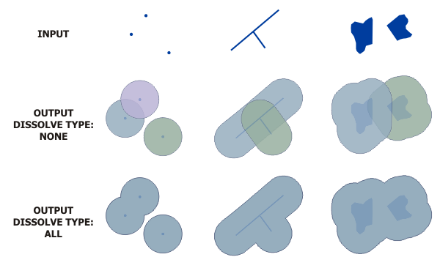 INPUT
OUTPUT
DISSOLVE TYPE:
NONE
OUTPUT
DISSOLVE TYPE:
ALL